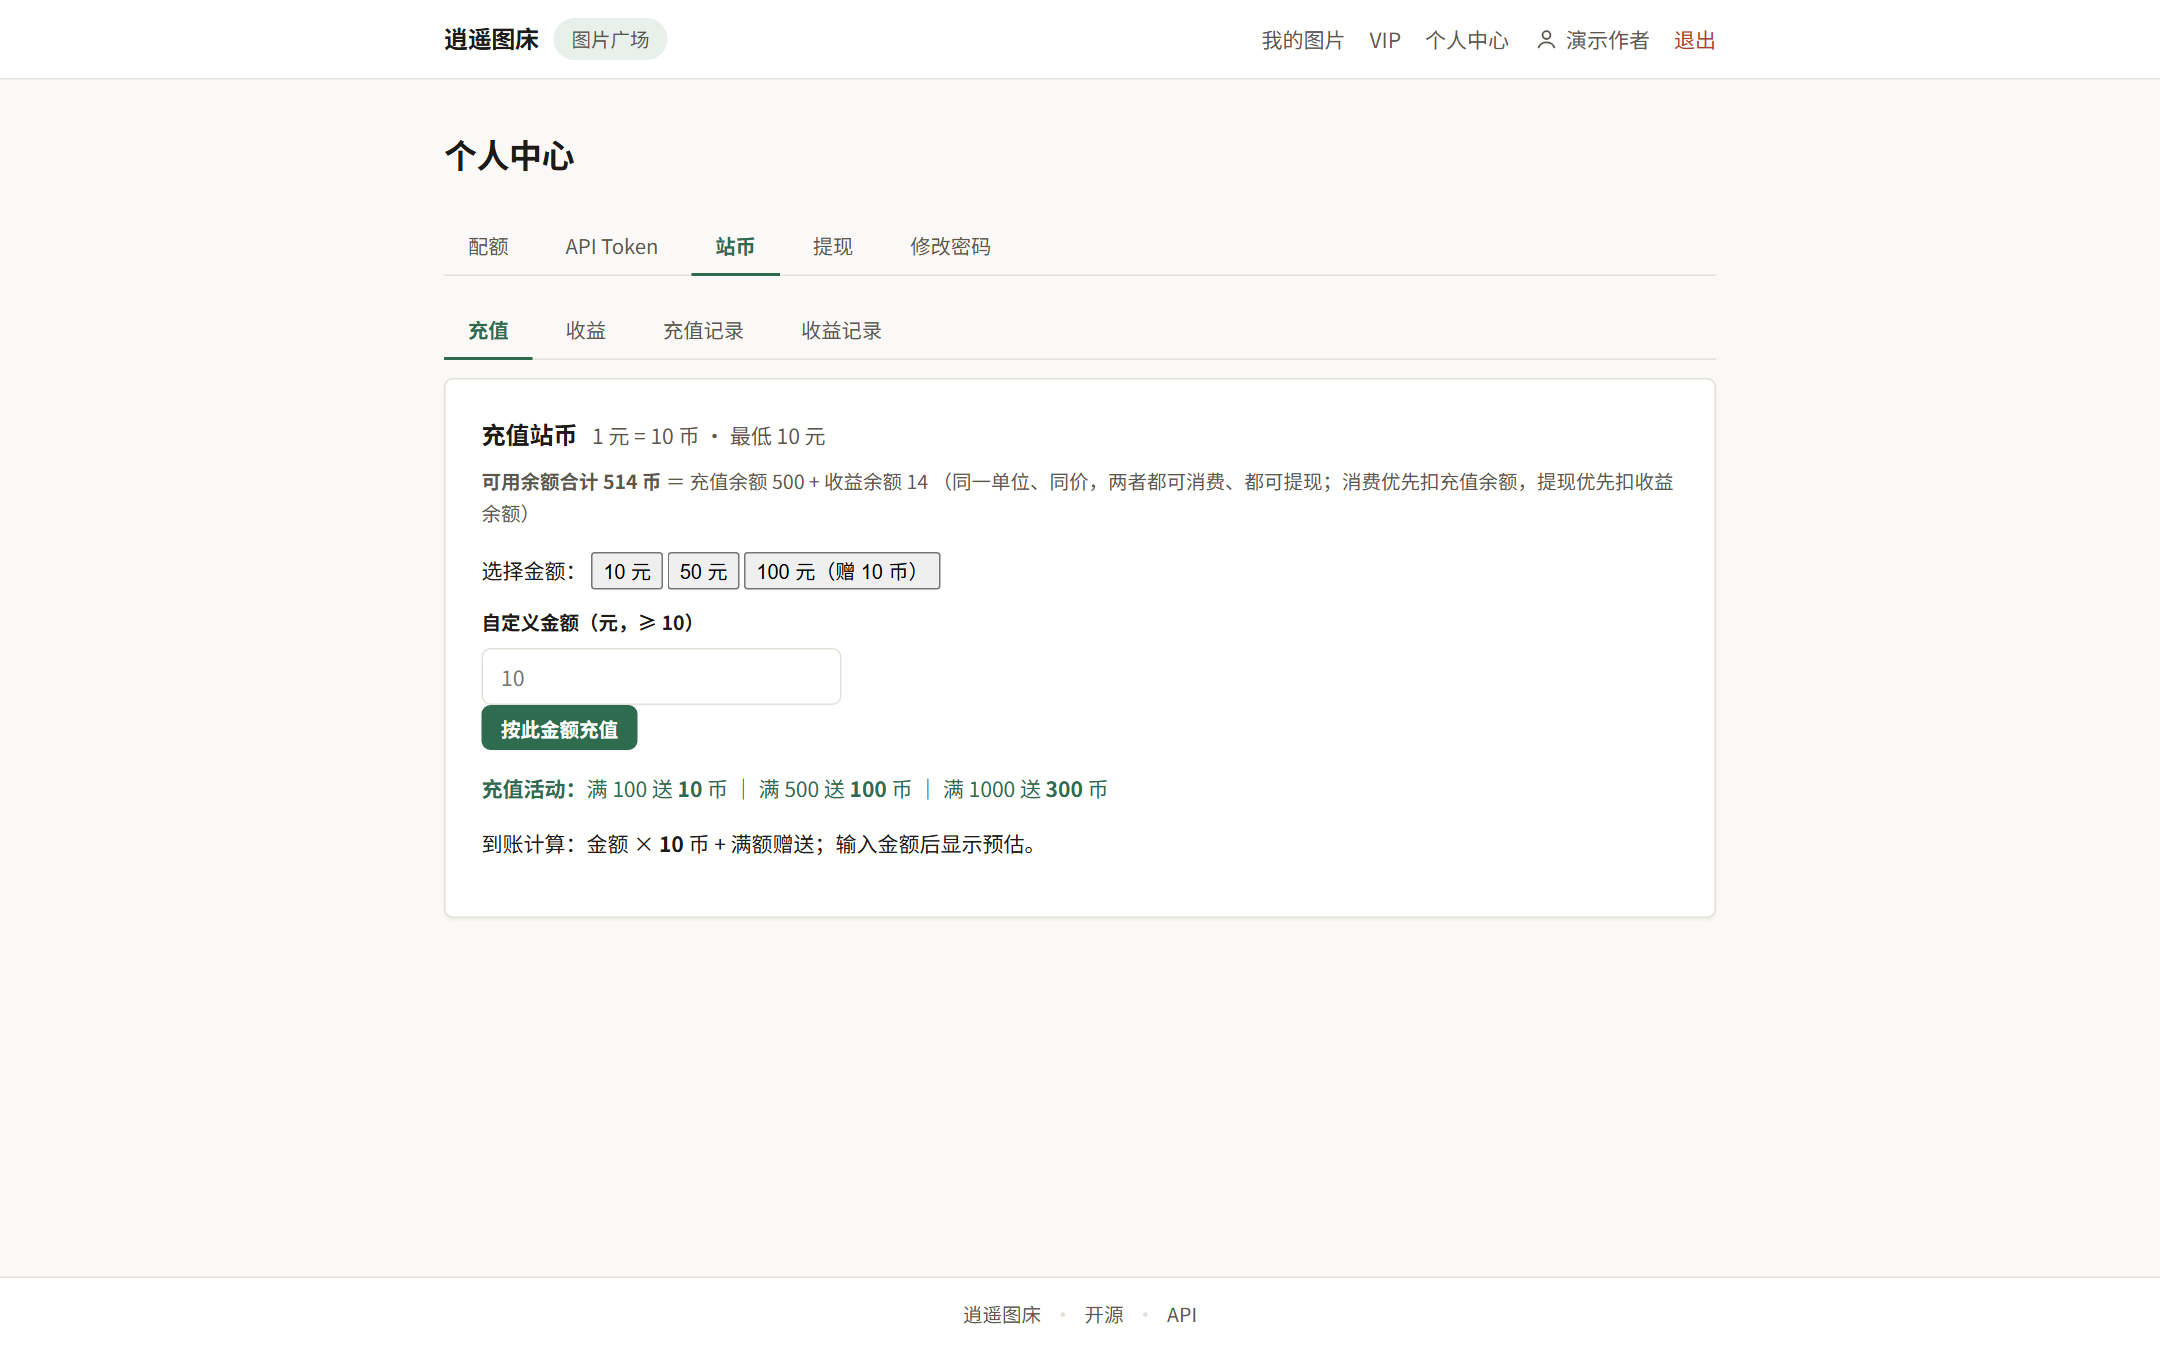 逍遥图床 图片广场 我的图片 VIP 个人中心 演示作者 退出
个人中心
配额 API Token 站币 提现 修改密码
充值 收益 充值记录 收益记录
充值站币 1 元 = 10 币 · 最低 10 元
可用余额合计 514 币 ＝ 充值余额 500 + 收益余额 14 （同一单位、同价，两者都可消费、都可提现；消费优先扣充值余额，提现优先扣收益
余额）
选择金额： 10 元 50 元 100 元（赠 10 币）
自定义金额（元，≥ 10）
10
按此金额充值
充值活动：满 100 送 10 币 ｜ 满 500 送 100 币 ｜ 满 1000 送 300 币
到账计算：金额 × 10 币 + 满额赠送；输入金额后显示预估。
逍遥图床 · 开源 · API